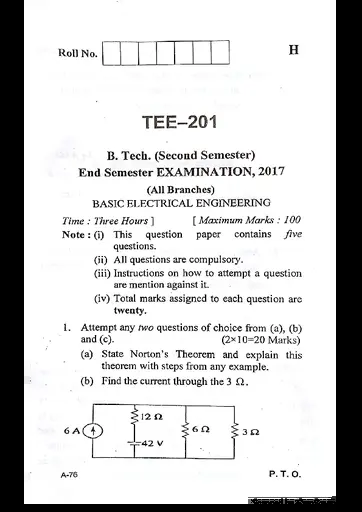 Roll No.
H
TEE–201
B. Tech. (Second Semester)
End Semester EXAMINATION, 2017
(All Branches)
BASIC ELECTRICAL ENGINEERING
Time : Three Hours ] [ Maximum Marks : 100
Note : (i) This question paper contains five
questions.
(ii) All questions are compulsory.
(iii) Instructions on how to attempt a question
are mention against it.
(iv) Total marks assigned to each question are
twenty.
1. Attempt any two questions of choice from (a), (b)
and (c). (2×10=20 Marks)
(a) State Norton's Theorem and explain this
theorem with steps from any example.
(b) Find the current through the 3 Ω.
12 Ω
6 A
6 Ω
3 Ω
42 V
A-76
P. T. O.